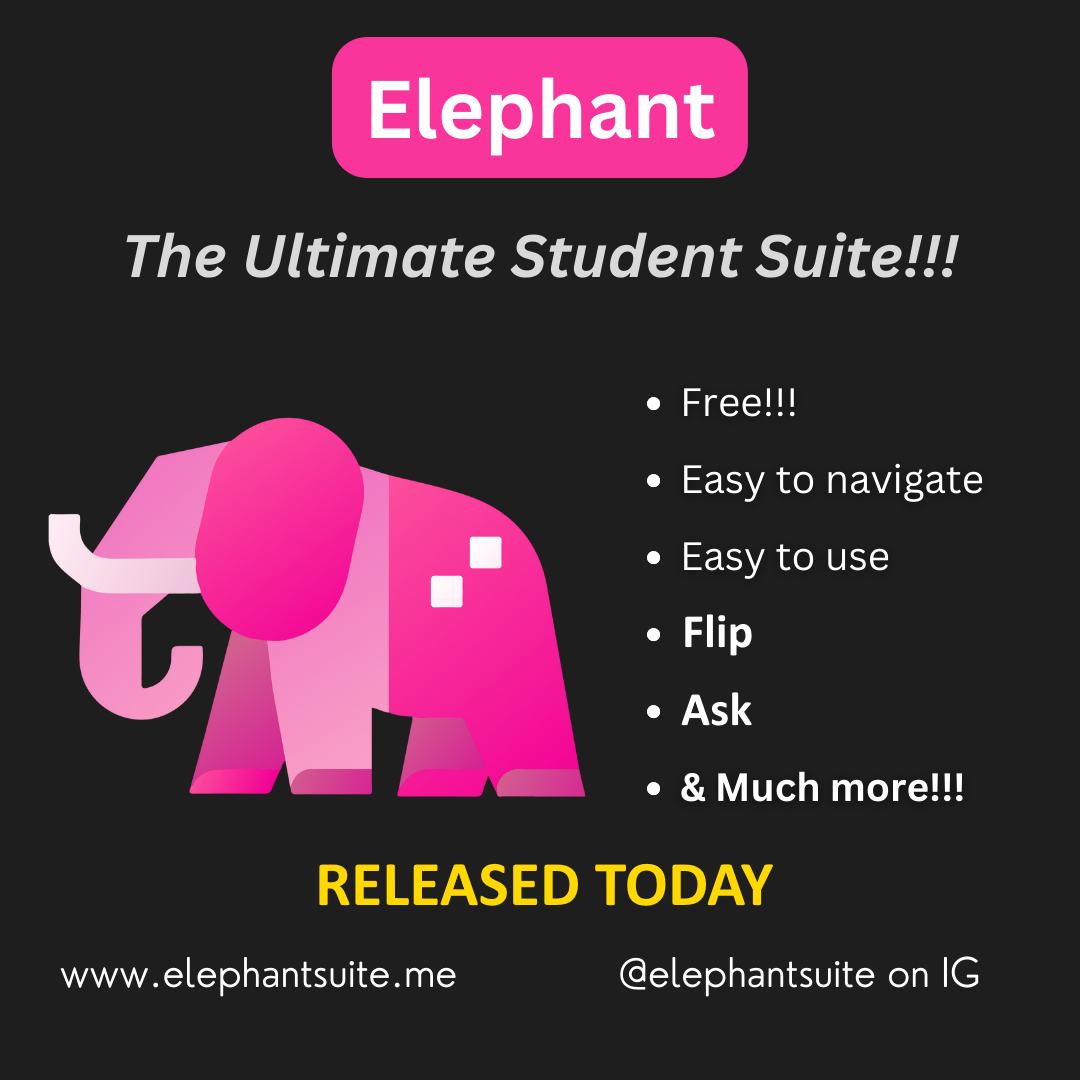 Elephant
The Ultimate Student Suite!!!
Free!!!
Easy to navigate
Easy to use
Flip
Ask
& Much more!!!
RELEASED TODAY
www.elephantsuite.me
@elephantsuite on IG